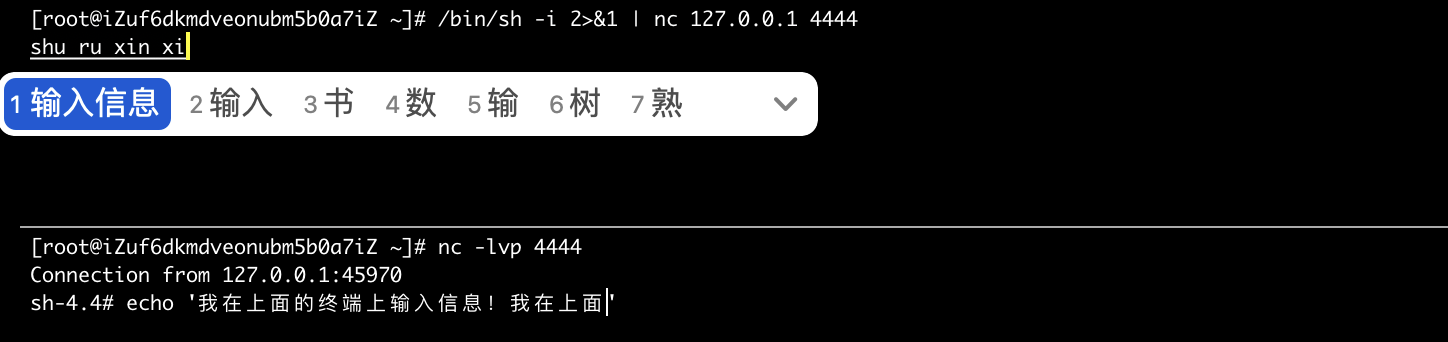 [root@iZuf6dkmdveonubm5b0a7iZ ~]# /bin/sh -i 2>&1 | nc 127.0.0.1 4444
shu ru xin xi
1 输入信息 2 输入 3 书 4 数 5 输 6 树 7 熟
[root@iZuf6dkmdveonubm5b0a7iZ ~]# nc -lvp 4444
Connection from 127.0.0.1:45970
sh-4.4# echo '我在上面的终端上输入信息！我在上面'